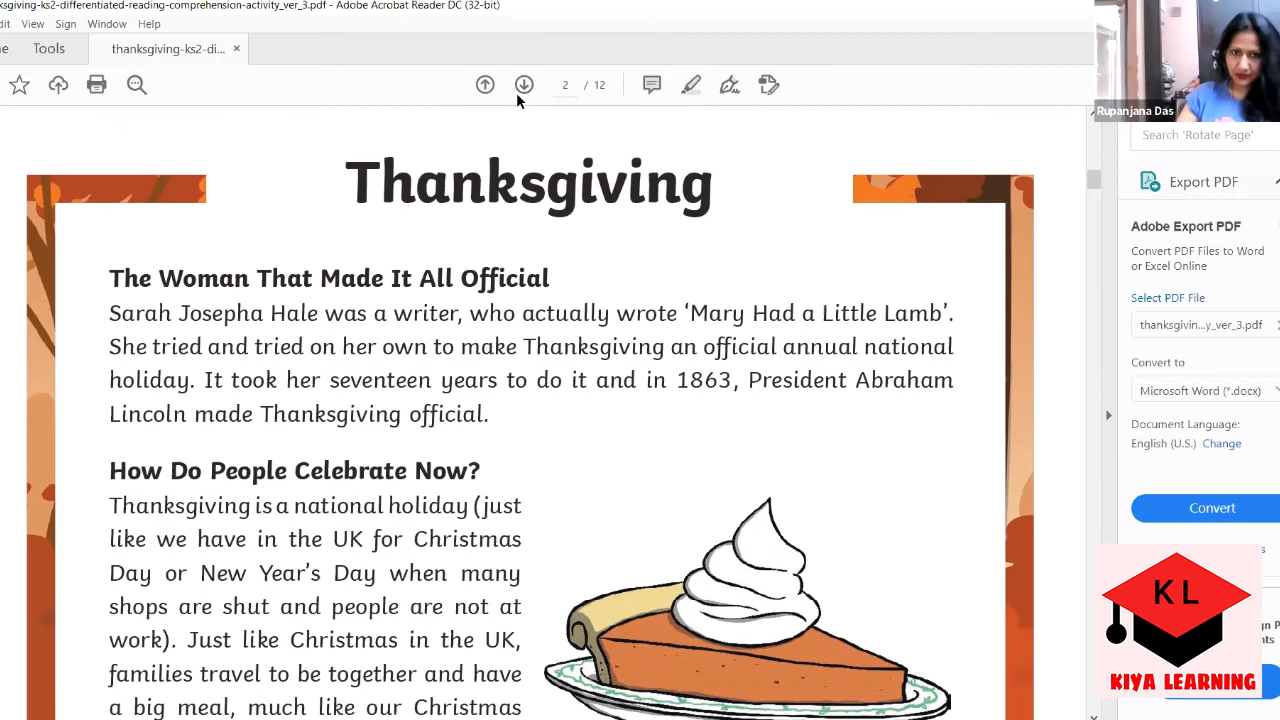 ksgiving-ks2-differentiated-reading-comprehension-activity_ver_3.pdf - Adobe Acrobat Reader DC (32-bit)
dit View Sign Window Help
ne Tools thanksgiving-ks2-di... ×
2 / 12
Rupanjana Das
Search 'Rotate Page'
Export PDF
Adobe Export PDF
Convert PDF Files to Word
or Excel Online
Select PDF File
thanksgivin...y_ver_3.pdf
Convert to
Microsoft Word (*.docx)
Document Language:
English (U.S.) Change
Convert
KL
KIYA LEARNING
Thanksgiving
The Woman That Made It All Official
Sarah Josepha Hale was a writer, who actually wrote ‘Mary Had a Little Lamb’.
She tried and tried on her own to make Thanksgiving an official annual national
holiday. It took her seventeen years to do it and in 1863, President Abraham
Lincoln made Thanksgiving official.
How Do People Celebrate Now?
Thanksgiving is a national holiday (just
like we have in the UK for Christmas
Day or New Year’s Day when many
shops are shut and people are not at
work). Just like Christmas in the UK,
families travel to be together and have
a big meal, much like our Christmas